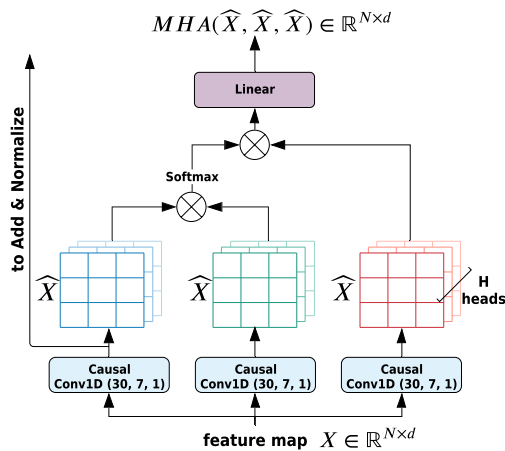 MHA(X̂, X̂, X̂) ∈ ℝ^{N×d}
Linear
to Add & Normalize
Softmax
X̂
X̂
X̂
H
heads
Causal
Conv1D (30, 7, 1)
Causal
Conv1D (30, 7, 1)
Causal
Conv1D (30, 7, 1)
feature map X ∈ ℝ^{N×d}